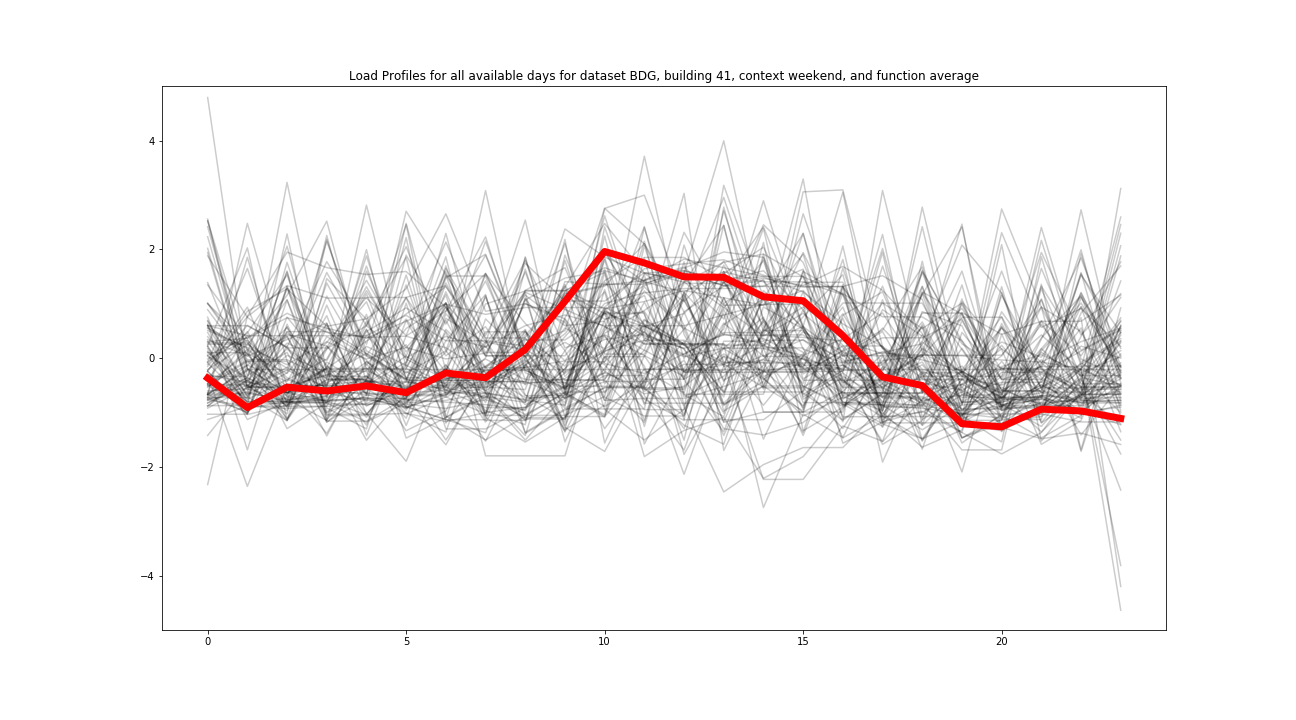 Load Profiles for all available days for dataset BDG, building 41, context weekend, and function average
4
2
0
−2
−4
0 5 10 15 20